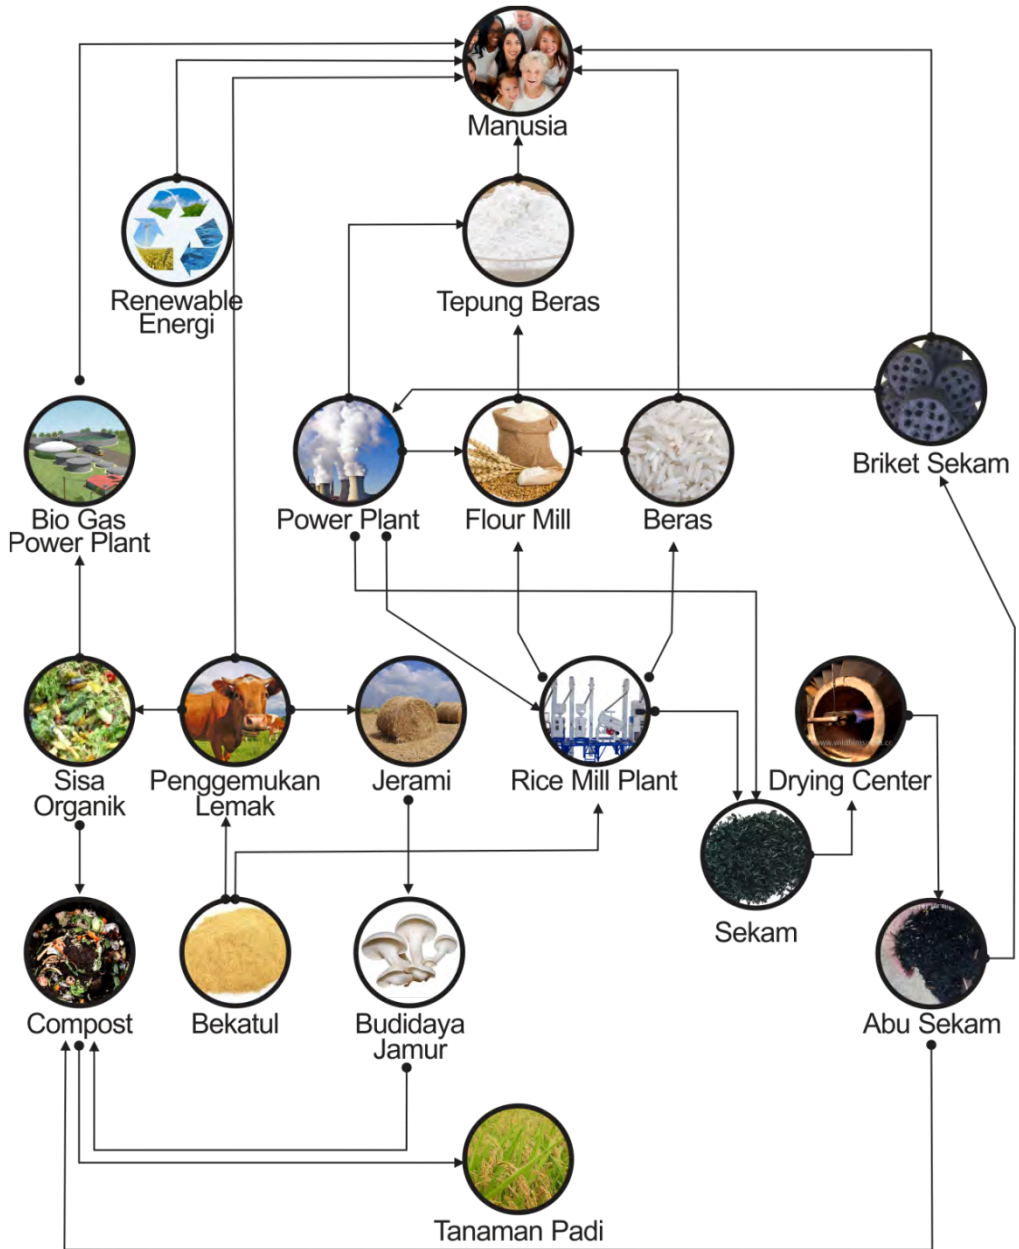 Manusia
Renewable
Energi
Tepung Beras
Briket Sekam
Bio Gas
Power Plant
Power Plant
Flour Mill
Beras
Sisa
Organik
Penggemukan
Lemak
Jerami
Rice Mill Plant
Drying Center
Sekam
Compost
Bekatul
Budidaya
Jamur
Abu Sekam
Tanaman Padi